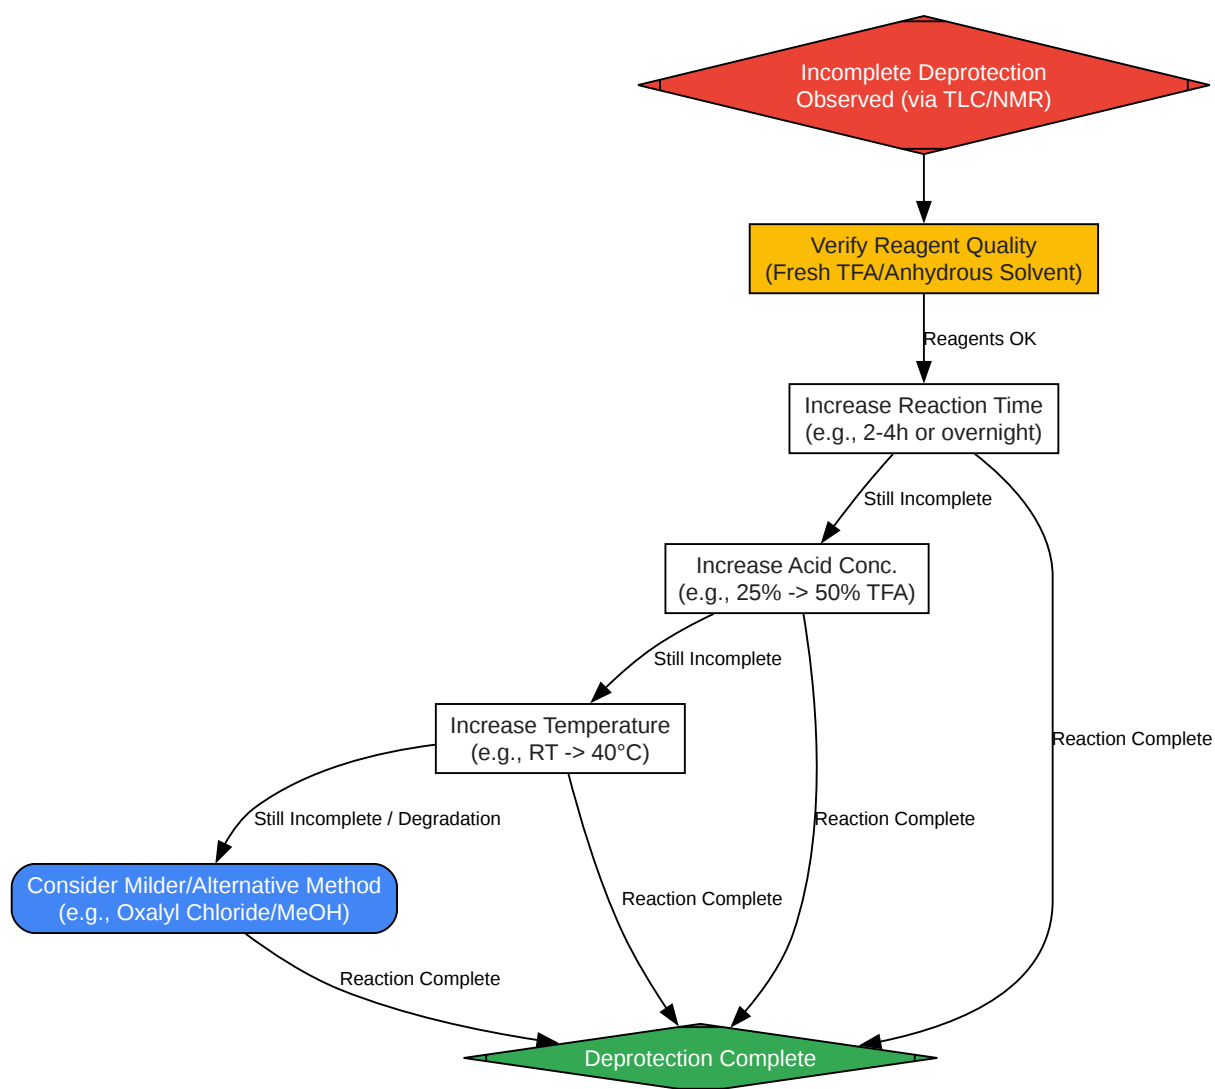 Incomplete Deprotection
Observed (via TLC/NMR)
Verify Reagent Quality
(Fresh TFA/Anhydrous Solvent)
Reagents OK
Increase Reaction Time
(e.g., 2-4h or overnight)
Still Incomplete
Increase Acid Conc.
(e.g., 25% -> 50% TFA)
Still Incomplete
Increase Temperature
(e.g., RT -> 40°C)
Reaction Complete
Still Incomplete / Degradation
Reaction Complete
Consider Milder/Alternative Method
(e.g., Oxalyl Chloride/MeOH)
Reaction Complete
Reaction Complete
Deprotection Complete